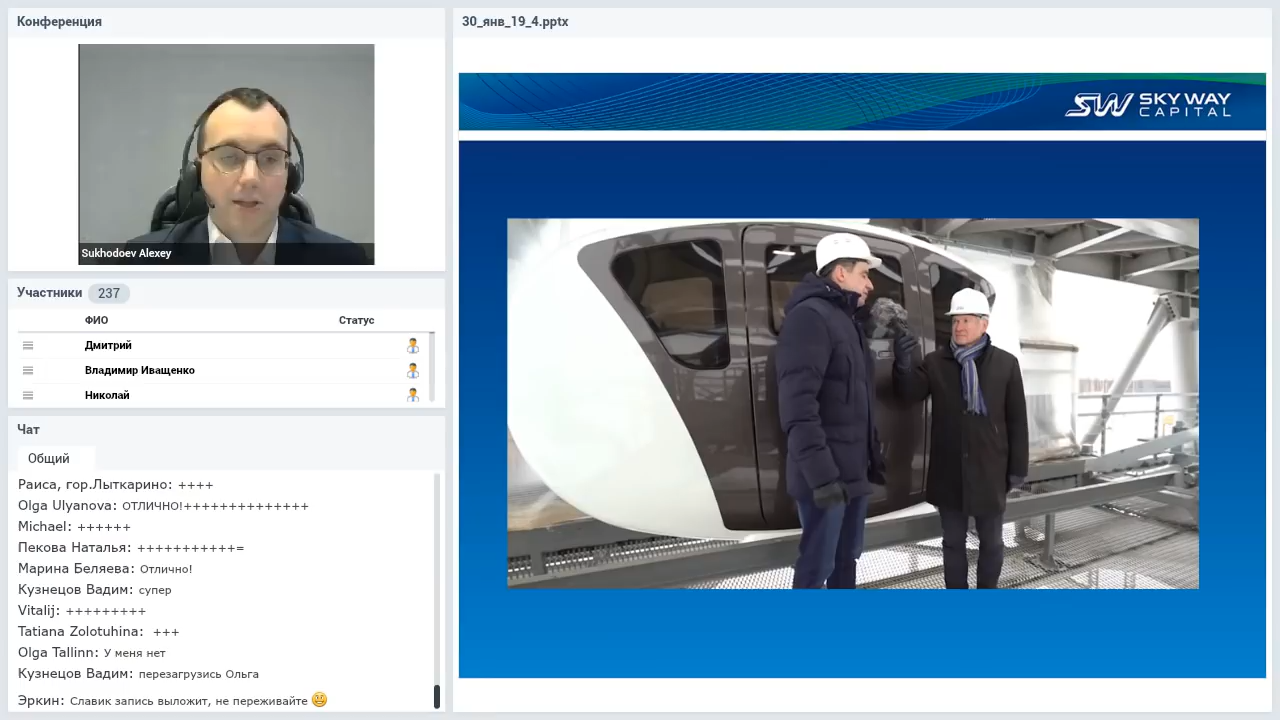 Конференция
Sukhodoev Alexey
Участники 237
ФИО Статус
Дмитрий
Владимир Иващенко
Николай
Чат
Общий
Раиса, гор.Лыткарино: ++++
Olga Ulyanova: ОТЛИЧНО!++++++++++++++
Michael: ++++++
Пекова Наталья: +++++++++++=
Марина Беляева: Отлично!
Кузнецов Вадим: супер
Vitalij: +++++++++
Tatiana Zolotuhina: +++
Olga Tallinn: У меня нет
Кузнецов Вадим: перезагрузись Ольга
Эркин: Славик запись выложит, не переживайте
30_янв_19_4.pptx
SW SKY WAY
CAPITAL